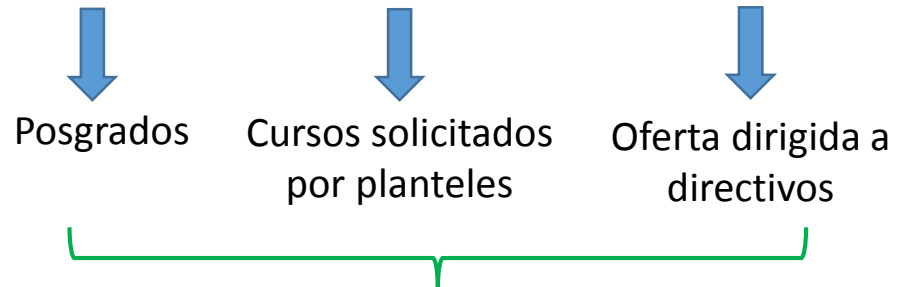 Posgrados
Cursos solicitados
por planteles
Oferta dirigida a
directivos